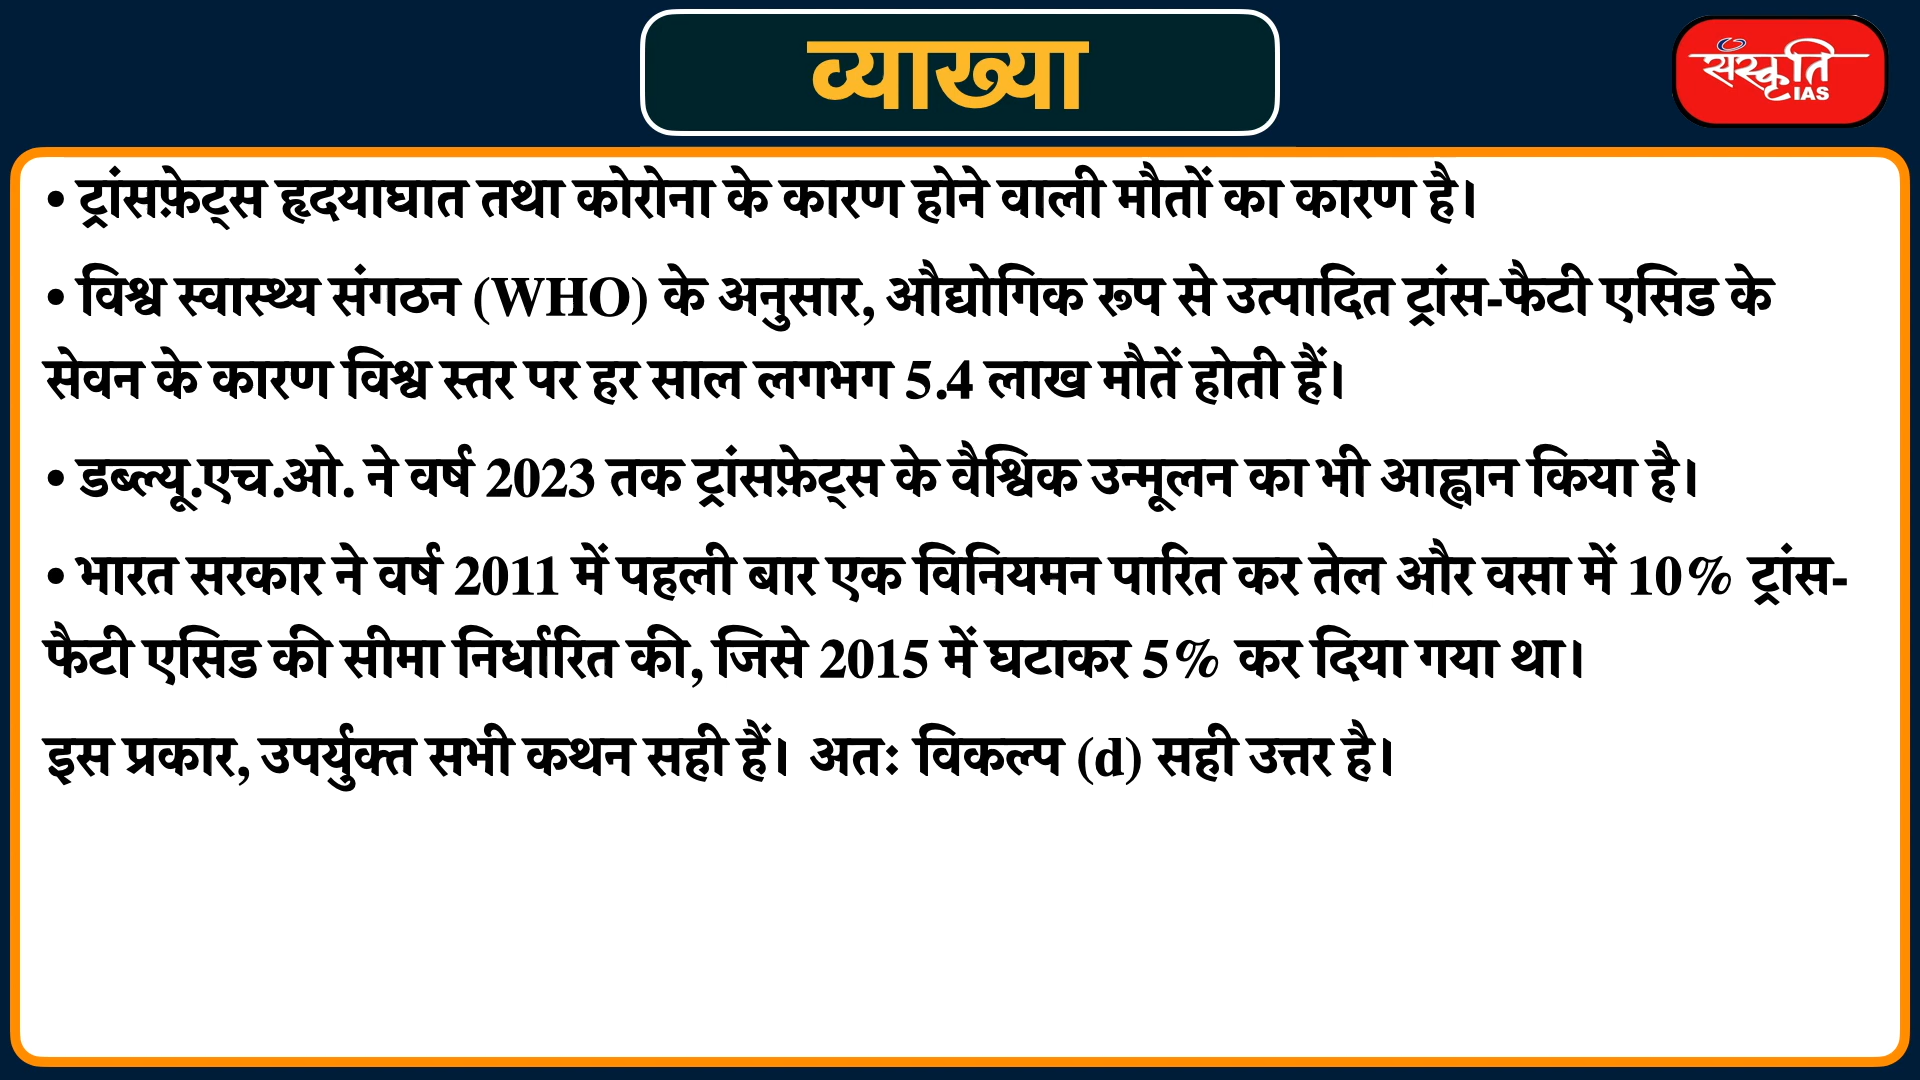 व्याख्या
संस्कृति
IAS
• ट्रांसफ़ेट्स हृदयाघात तथा कोरोना के कारण होने वाली मौतों का कारण है।
• विश्व स्वास्थ्य संगठन (WHO) के अनुसार, औद्योगिक रूप से उत्पादित ट्रांस-फैटी एसिड के
सेवन के कारण विश्व स्तर पर हर साल लगभग 5.4 लाख मौतें होती हैं।
• डब्ल्यू.एच.ओ. ने वर्ष 2023 तक ट्रांसफ़ेट्स के वैश्विक उन्मूलन का भी आह्वान किया है।
• भारत सरकार ने वर्ष 2011 में पहली बार एक विनियमन पारित कर तेल और वसा में 10% ट्रांस-
फैटी एसिड की सीमा निर्धारित की, जिसे 2015 में घटाकर 5% कर दिया गया था।
इस प्रकार, उपर्युक्त सभी कथन सही हैं। अतः विकल्प (d) सही उत्तर है।